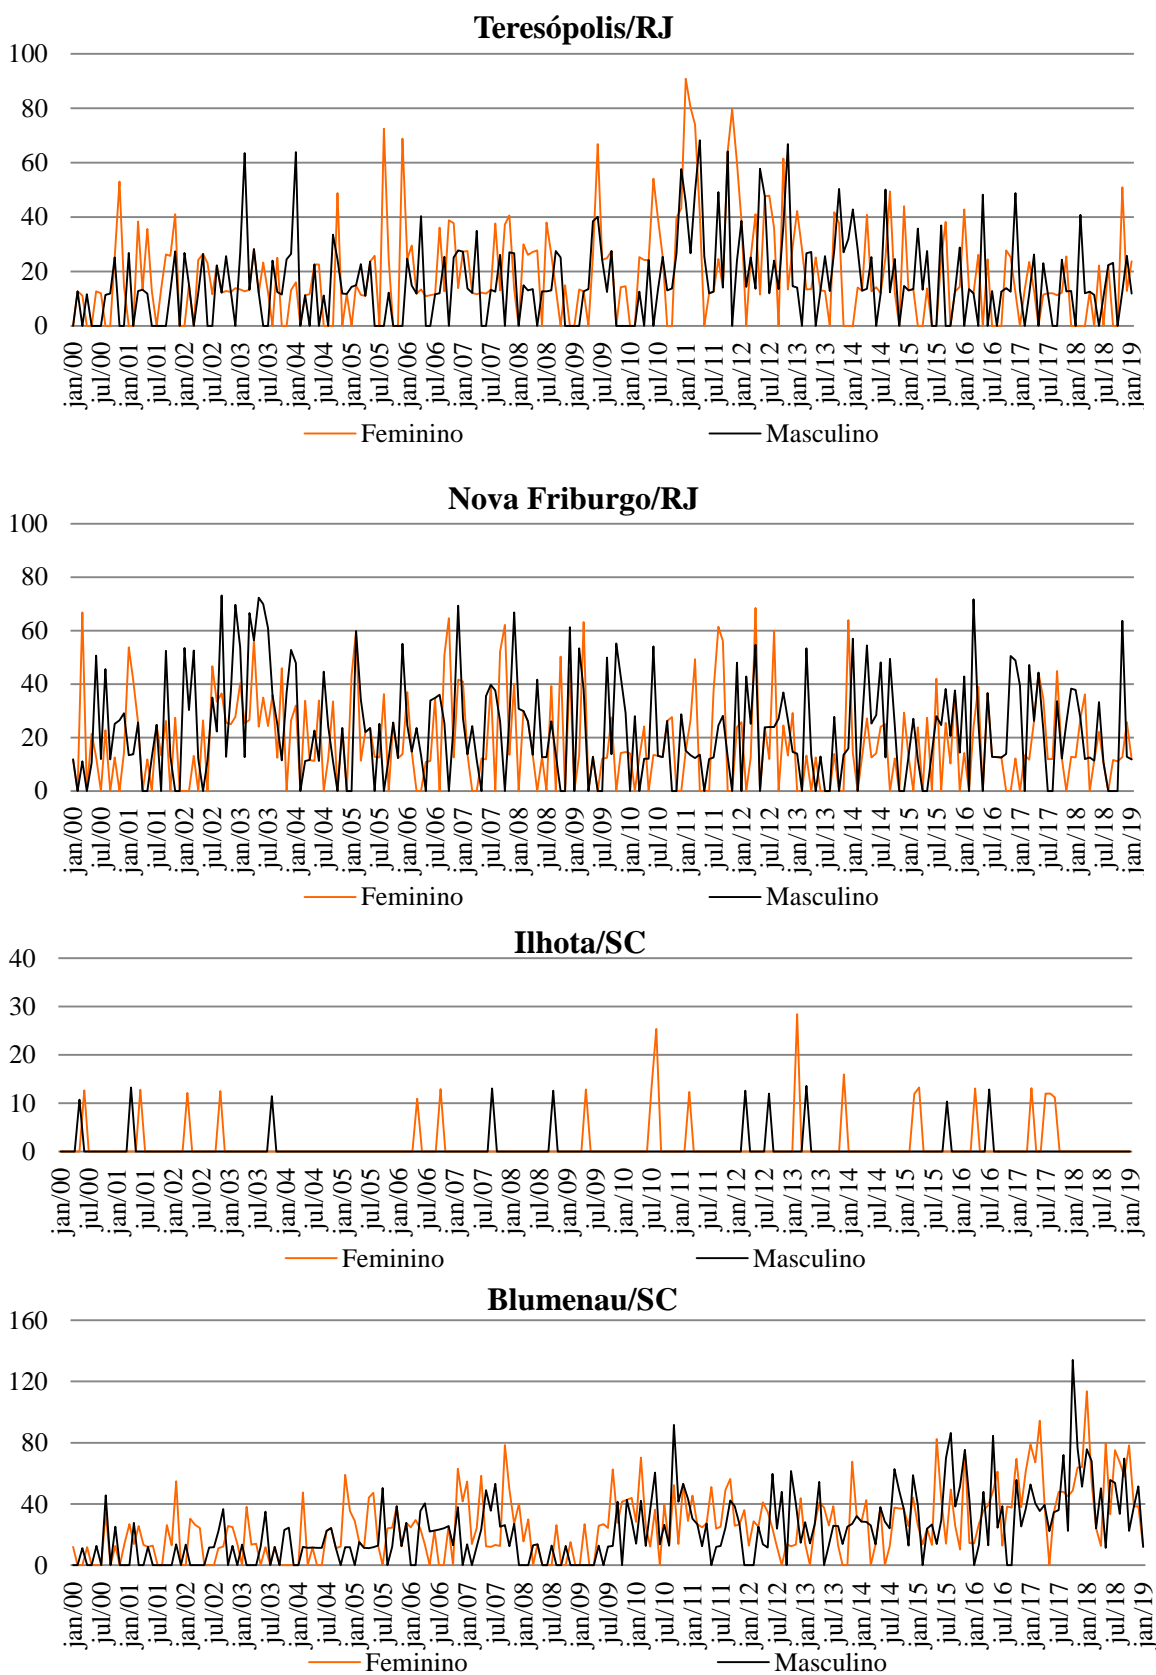 Teresópolis/RJ
100
80
60
40
20
0
jan/00 jul/00 jan/01 jul/01 jan/02 jul/02 jan/03 jul/03 jan/04 jul/04 jan/05 jul/05 jan/06 jul/06 jan/07 jul/07 jan/08 jul/08 jan/09 jul/09 jan/10 jul/10 jan/11 jul/11 jan/12 jul/12 jan/13 jul/13 jan/14 jul/14 jan/15 jul/15 jan/16 jul/16 jan/17 jul/17 jan/18 jul/18 jan/19
Feminino Masculino
Nova Friburgo/RJ
100
80
60
40
20
0
jan/00 jul/00 jan/01 jul/01 jan/02 jul/02 jan/03 jul/03 jan/04 jul/04 jan/05 jul/05 jan/06 jul/06 jan/07 jul/07 jan/08 jul/08 jan/09 jul/09 jan/10 jul/10 jan/11 jul/11 jan/12 jul/12 jan/13 jul/13 jan/14 jul/14 jan/15 jul/15 jan/16 jul/16 jan/17 jul/17 jan/18 jul/18 jan/19
Feminino Masculino
Ilhota/SC
40
30
20
10
0
jan/00 jul/00 jan/01 jul/01 jan/02 jul/02 jan/03 jul/03 jan/04 jul/04 jan/05 jul/05 jan/06 jul/06 jan/07 jul/07 jan/08 jul/08 jan/09 jul/09 jan/10 jul/10 jan/11 jul/11 jan/12 jul/12 jan/13 jul/13 jan/14 jul/14 jan/15 jul/15 jan/16 jul/16 jan/17 jul/17 jan/18 jul/18 jan/19
Feminino Masculino
Blumenau/SC
160
120
80
40
0
jan/00 jul/00 jan/01 jul/01 jan/02 jul/02 jan/03 jul/03 jan/04 jul/04 jan/05 jul/05 jan/06 jul/06 jan/07 jul/07 jan/08 jul/08 jan/09 jul/09 jan/10 jul/10 jan/11 jul/11 jan/12 jul/12 jan/13 jul/13 jan/14 jul/14 jan/15 jul/15 jan/16 jul/16 jan/17 jul/17 jan/18 jul/18 jan/19
Feminino Masculino